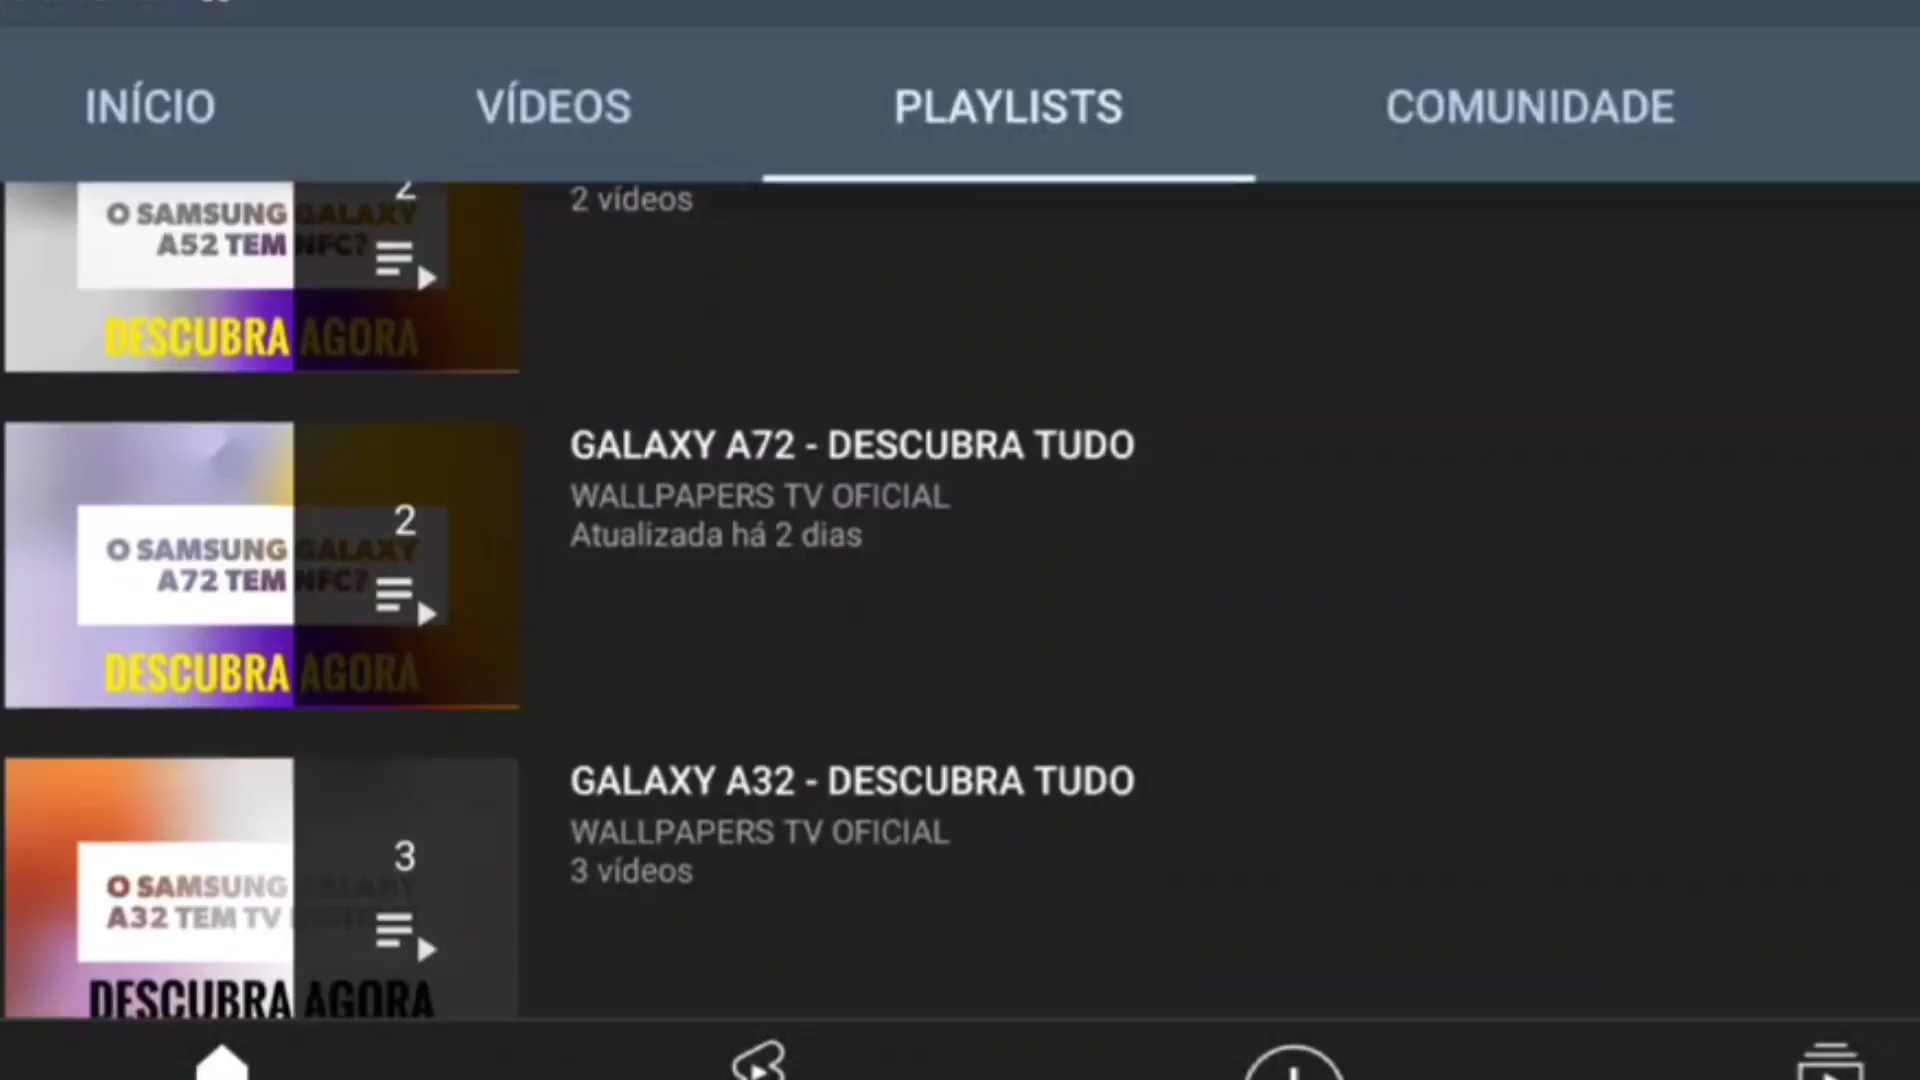 INÍCIO VÍDEOS PLAYLISTS COMUNIDADE
2
2 vídeos
O SAMSUNG GALAXY
A52 TEM NFC?
DESCUBRA AGORA
GALAXY A72 - DESCUBRA TUDO
WALLPAPERS TV OFICIAL
Atualizada há 2 dias
2
O SAMSUNG GALAXY
A72 TEM NFC?
DESCUBRA AGORA
GALAXY A32 - DESCUBRA TUDO
WALLPAPERS TV OFICIAL
3 vídeos
3
O SAMSUNG GALAXY
A32 TEM TV
DESCUBRA AGORA